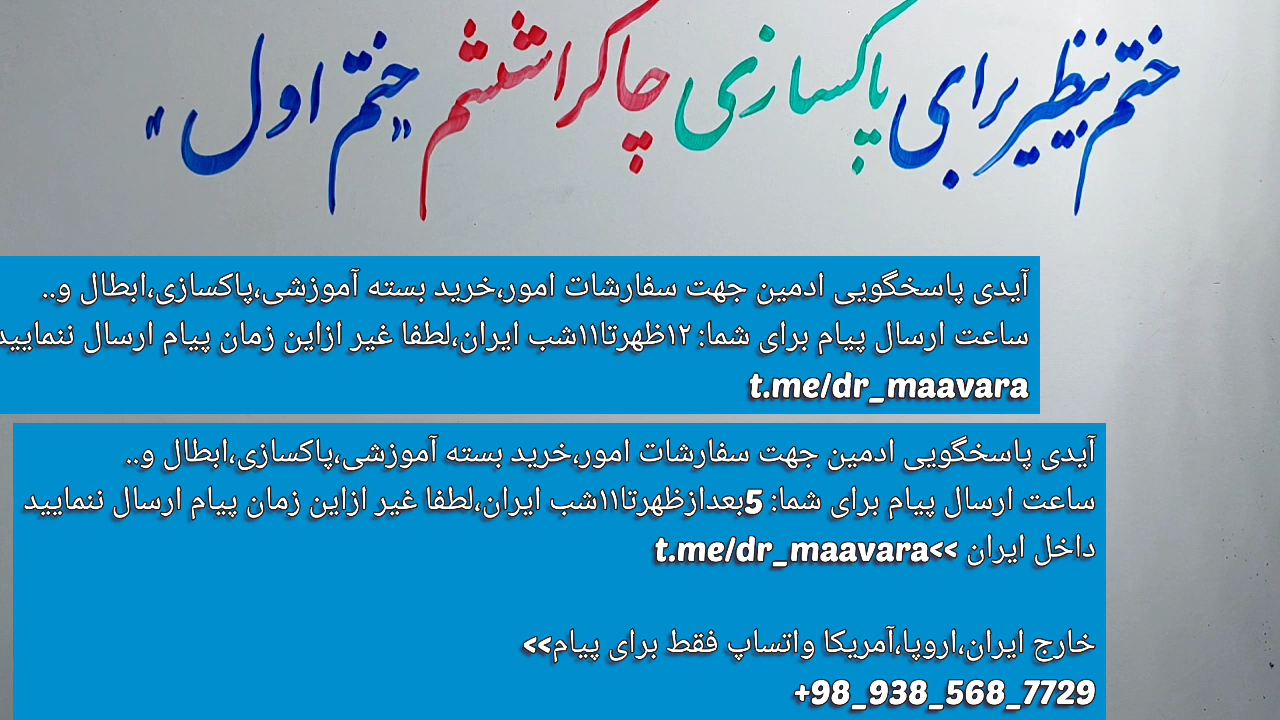 ختم بینظیر برای پاکسازی چاکرا ششم "ختم اول"
آیدی پاسخگویی ادمین جهت سفارشات امور،خرید بسته آموزشی،پاکسازی،ابطال و..
ساعت ارسال پیام برای شما: ۱۲ظهرتا۱۱شب ایران،لطفا غیر ازاین زمان پیام ارسال ننمایید
t.me/dr_maavara
آیدی پاسخگویی ادمین جهت سفارشات امور،خرید بسته آموزشی،پاکسازی،ابطال و..
ساعت ارسال پیام برای شما: 5بعدازظهرتا۱۱شب ایران،لطفا غیر ازاین زمان پیام ارسال ننمایید
داخل ایران >>t.me/dr_maavara
خارج ایران،اروپا،آمریکا واتساپ فقط برای پیام>>
+98_938_568_7729